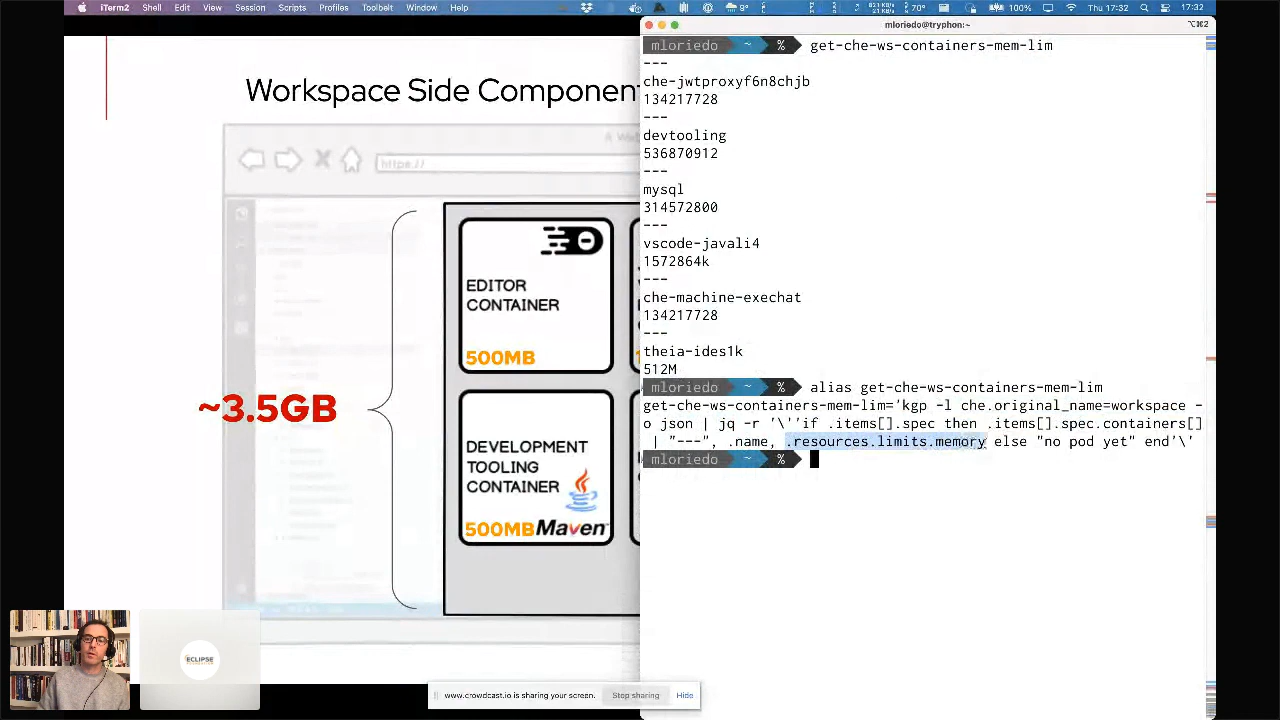 iTerm2 Shell Edit View Session Scripts Profiles Toolbelt Window Help
100% Thu 17:32 17:32
Workspace Side Component
https://
EDITOR
CONTAINER
500MB
~3.5GB
DEVELOPMENT
TOOLING
CONTAINER
500MB Maven
mloriedo@tryphon:~
⌥⌘2
mloriedo ~ % get-che-ws-containers-mem-lim
---
che-jwtproxyf6n8chjb
134217728
---
devtooling
536870912
---
mysql
314572800
---
vscode-javali4
1572864k
---
che-machine-exechat
134217728
---
theia-ides1k
512M
mloriedo ~ % alias get-che-ws-containers-mem-lim
get-che-ws-containers-mem-lim='kgp -l che.original_name=workspace -
o json | jq -r '\''if .items[].spec then .items[].spec.containers[]
| "---", .name, .resources.limits.memory else "no pod yet" end'\''
mloriedo ~ %
ECLIPSE
www.crowdcast.io is sharing your screen. Stop sharing Hide